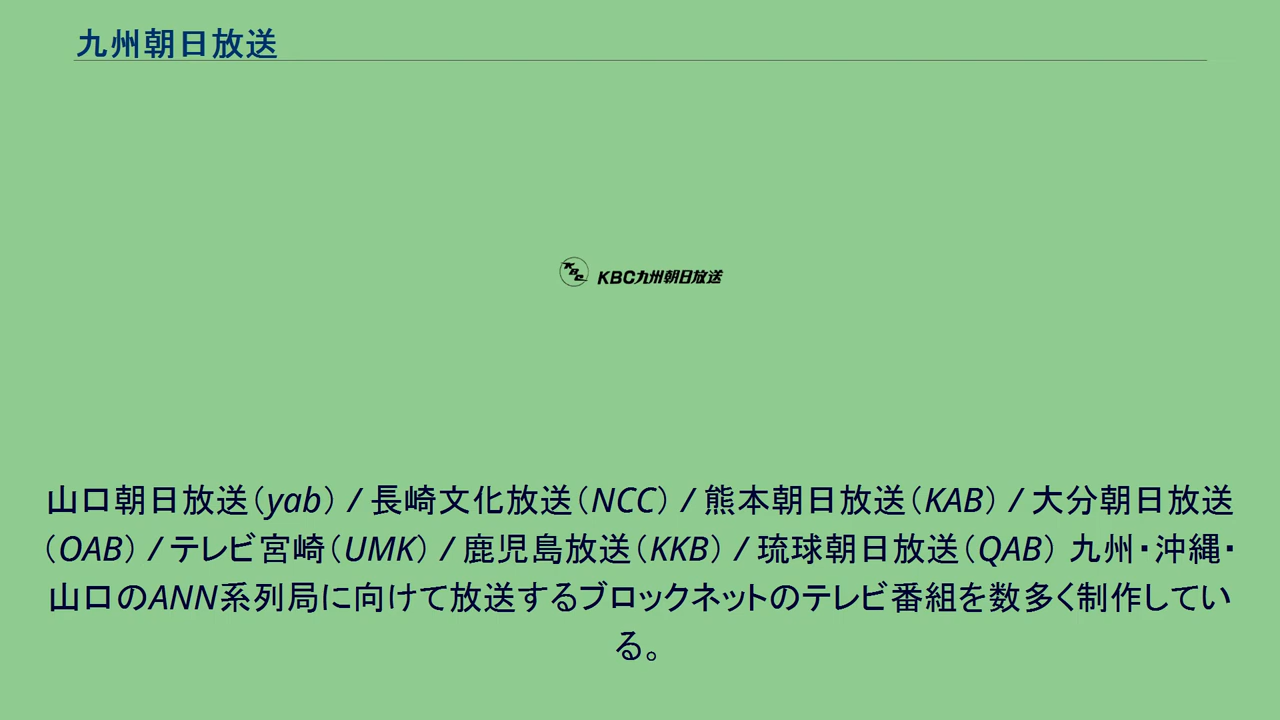 九州朝日放送
KBC KBC九州朝日放送
山口朝日放送（yab） / 長崎文化放送（NCC） / 熊本朝日放送（KAB） / 大分朝日放送
（OAB） / テレビ宮崎（UMK） / 鹿児島放送（KKB） / 琉球朝日放送（QAB） 九州・沖縄・
山口のANN系列局に向けて放送するブロックネットのテレビ番組を数多く制作してい
る。